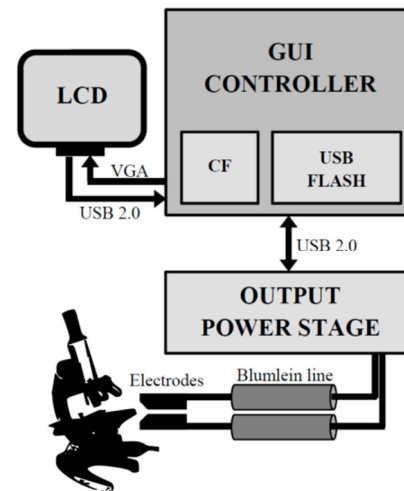 GUI
CONTROLLER
LCD
CF
USB
FLASH
VGA
USB 2.0
USB 2.0
OUTPUT
POWER STAGE
Electrodes
Blumlein line